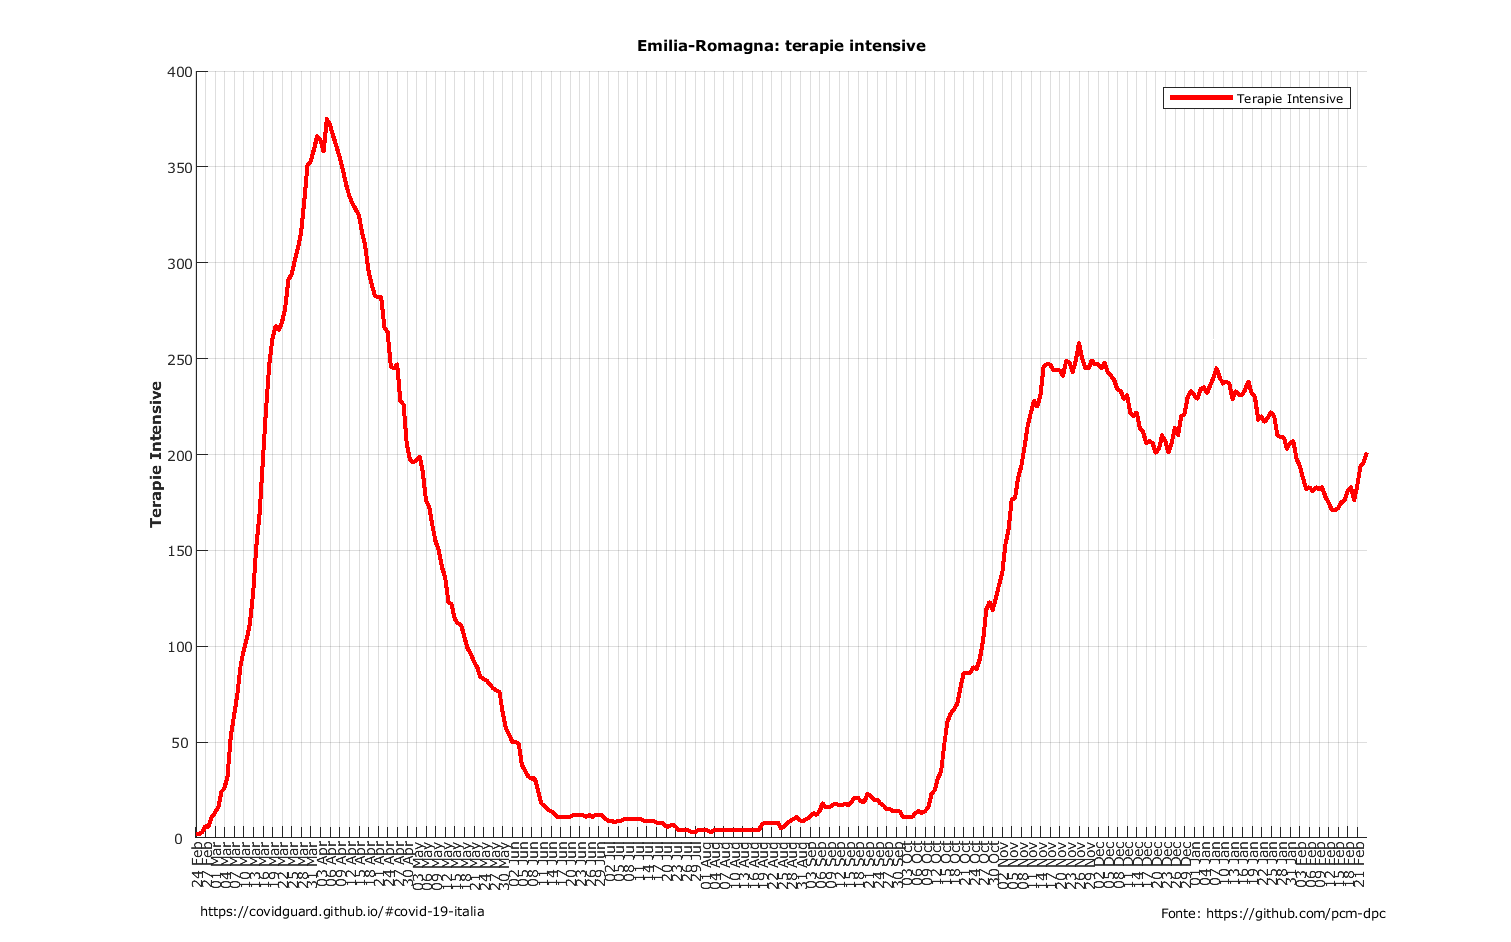 Emilia-Romagna: terapie intensive
Terapie Intensive
Terapie Intensive
400
350
300
250
200
150
100
50
0
24 Feb
27 Feb
01 Mar
04 Mar
07 Mar
10 Mar
13 Mar
16 Mar
19 Mar
22 Mar
25 Mar
28 Mar
31 Mar
03 Apr
06 Apr
09 Apr
12 Apr
15 Apr
18 Apr
21 Apr
24 Apr
27 Apr
30 Apr
03 May
06 May
09 May
12 May
15 May
18 May
21 May
24 May
27 May
30 May
02 Jun
05 Jun
08 Jun
11 Jun
14 Jun
17 Jun
20 Jun
23 Jun
26 Jun
29 Jun
02 Jul
05 Jul
08 Jul
11 Jul
14 Jul
17 Jul
20 Jul
23 Jul
26 Jul
29 Jul
01 Aug
04 Aug
07 Aug
10 Aug
13 Aug
16 Aug
19 Aug
22 Aug
25 Aug
28 Aug
31 Aug
03 Sep
06 Sep
09 Sep
12 Sep
15 Sep
18 Sep
21 Sep
24 Sep
27 Sep
30 Sep
03 Oct
06 Oct
09 Oct
12 Oct
15 Oct
18 Oct
21 Oct
24 Oct
27 Oct
30 Oct
02 Nov
05 Nov
08 Nov
11 Nov
14 Nov
17 Nov
20 Nov
23 Nov
26 Nov
29 Nov
02 Dec
05 Dec
08 Dec
11 Dec
14 Dec
17 Dec
20 Dec
23 Dec
26 Dec
29 Dec
01 Jan
04 Jan
07 Jan
10 Jan
13 Jan
16 Jan
19 Jan
22 Jan
25 Jan
28 Jan
31 Jan
03 Feb
06 Feb
09 Feb
12 Feb
15 Feb
18 Feb
21 Feb
https://covidguard.github.io/#covid-19-italia
Fonte: https://github.com/pcm-dpc